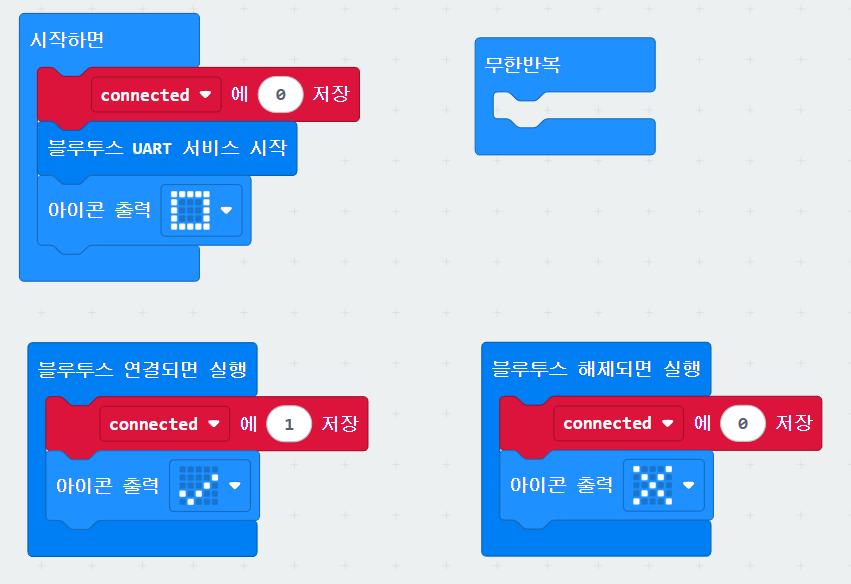 시작하면
connected 에 0 저장
블루투스 UART 서비스 시작
아이콘 출력
무한반복
블루투스 연결되면 실행
connected 에 1 저장
아이콘 출력
블루투스 해제되면 실행
connected 에 0 저장
아이콘 출력